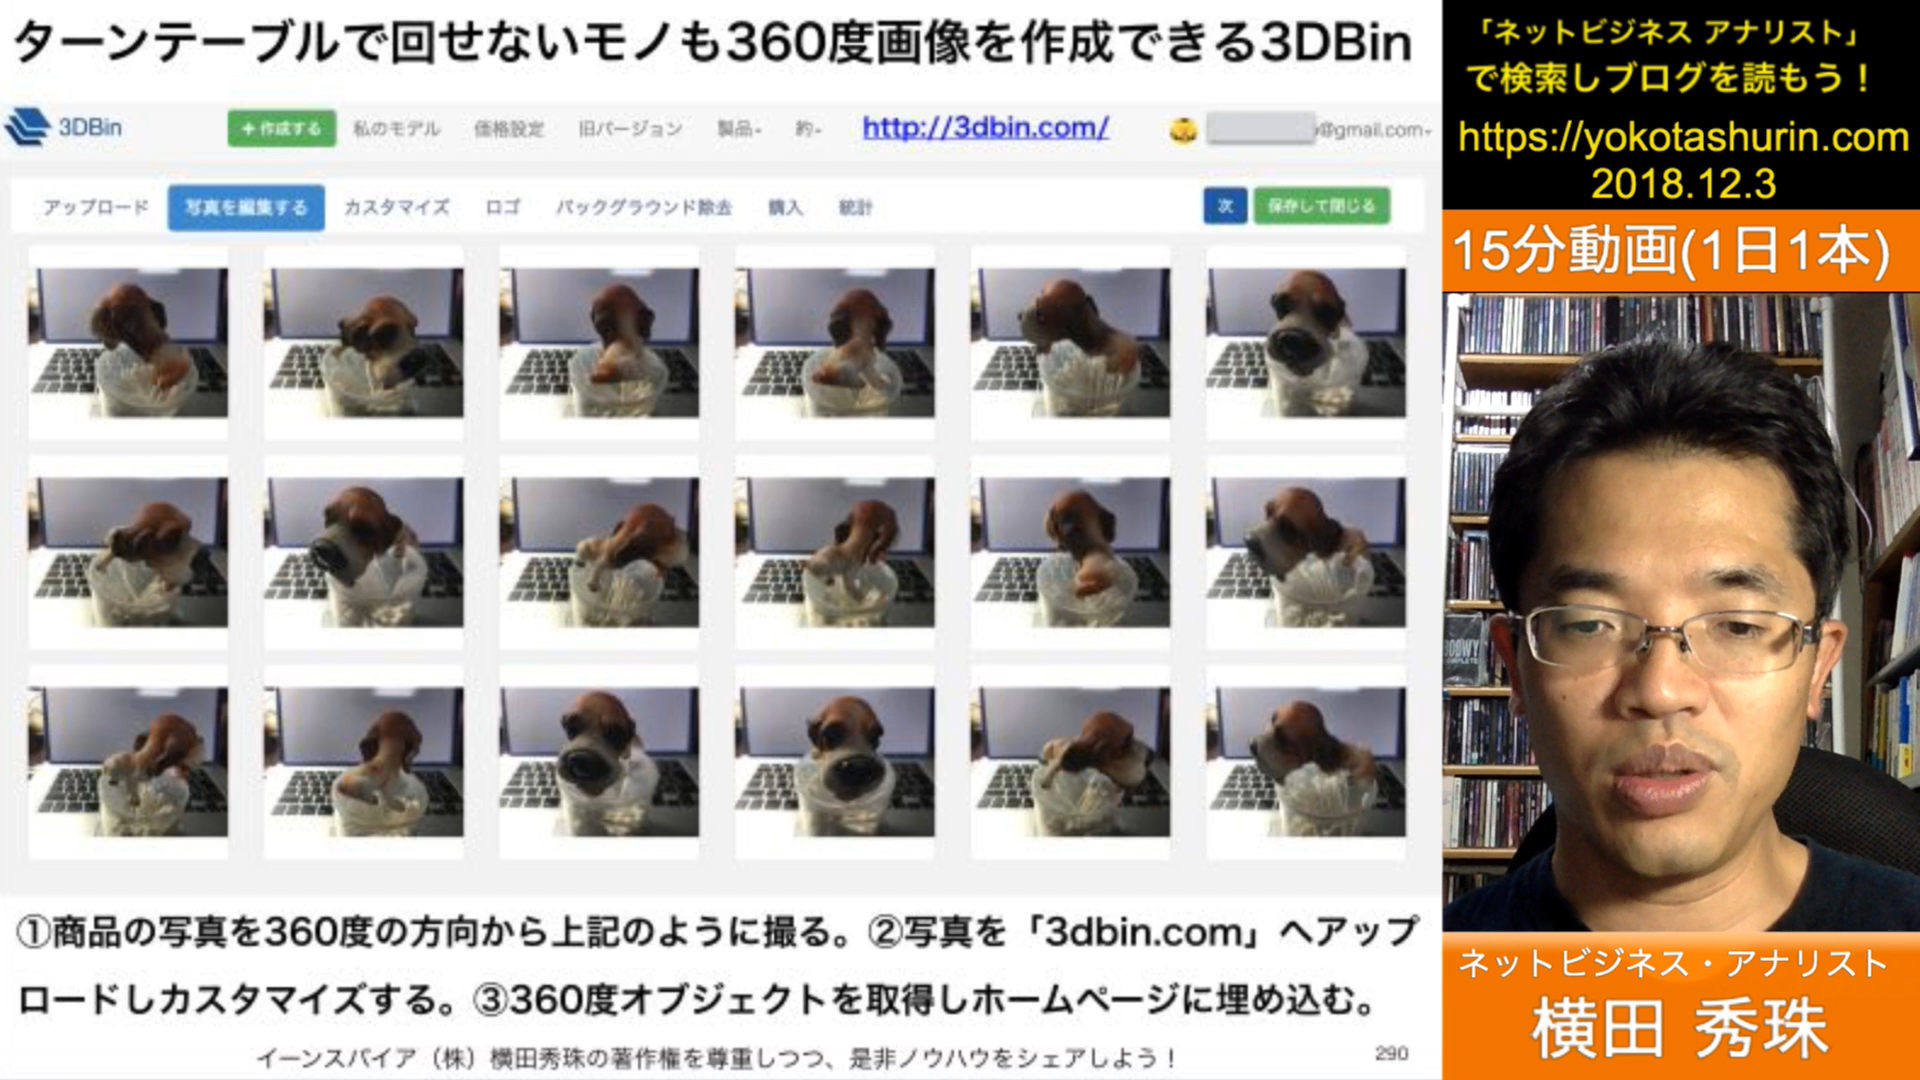 ターンテーブルで回せないモノも360度画像を作成できる3DBin
3DBin
+作成する
私のモデル
価格設定
旧バージョン
製品
約
http://3dbin.com/
@gmail.com
アップロード
写真を編集する
カスタマイズ
ロゴ
バックグラウンド除去
購入
統計
次
保存して閉じる
①商品の写真を360度の方向から上記のように撮る。②写真を「3dbin.com」へアップ
ロードしカスタマイズする。③360度オブジェクトを取得しホームページに埋め込む。
イーンスパイア(株)横田秀珠の著作権を尊重しつつ、是非ノウハウをシェアしよう!
290
「ネットビジネス アナリスト」
で検索しブログを読もう!
https://yokotashurin.com
2018.12.3
15分動画(1日1本)
ネットビジネス・アナリスト
横田 秀珠